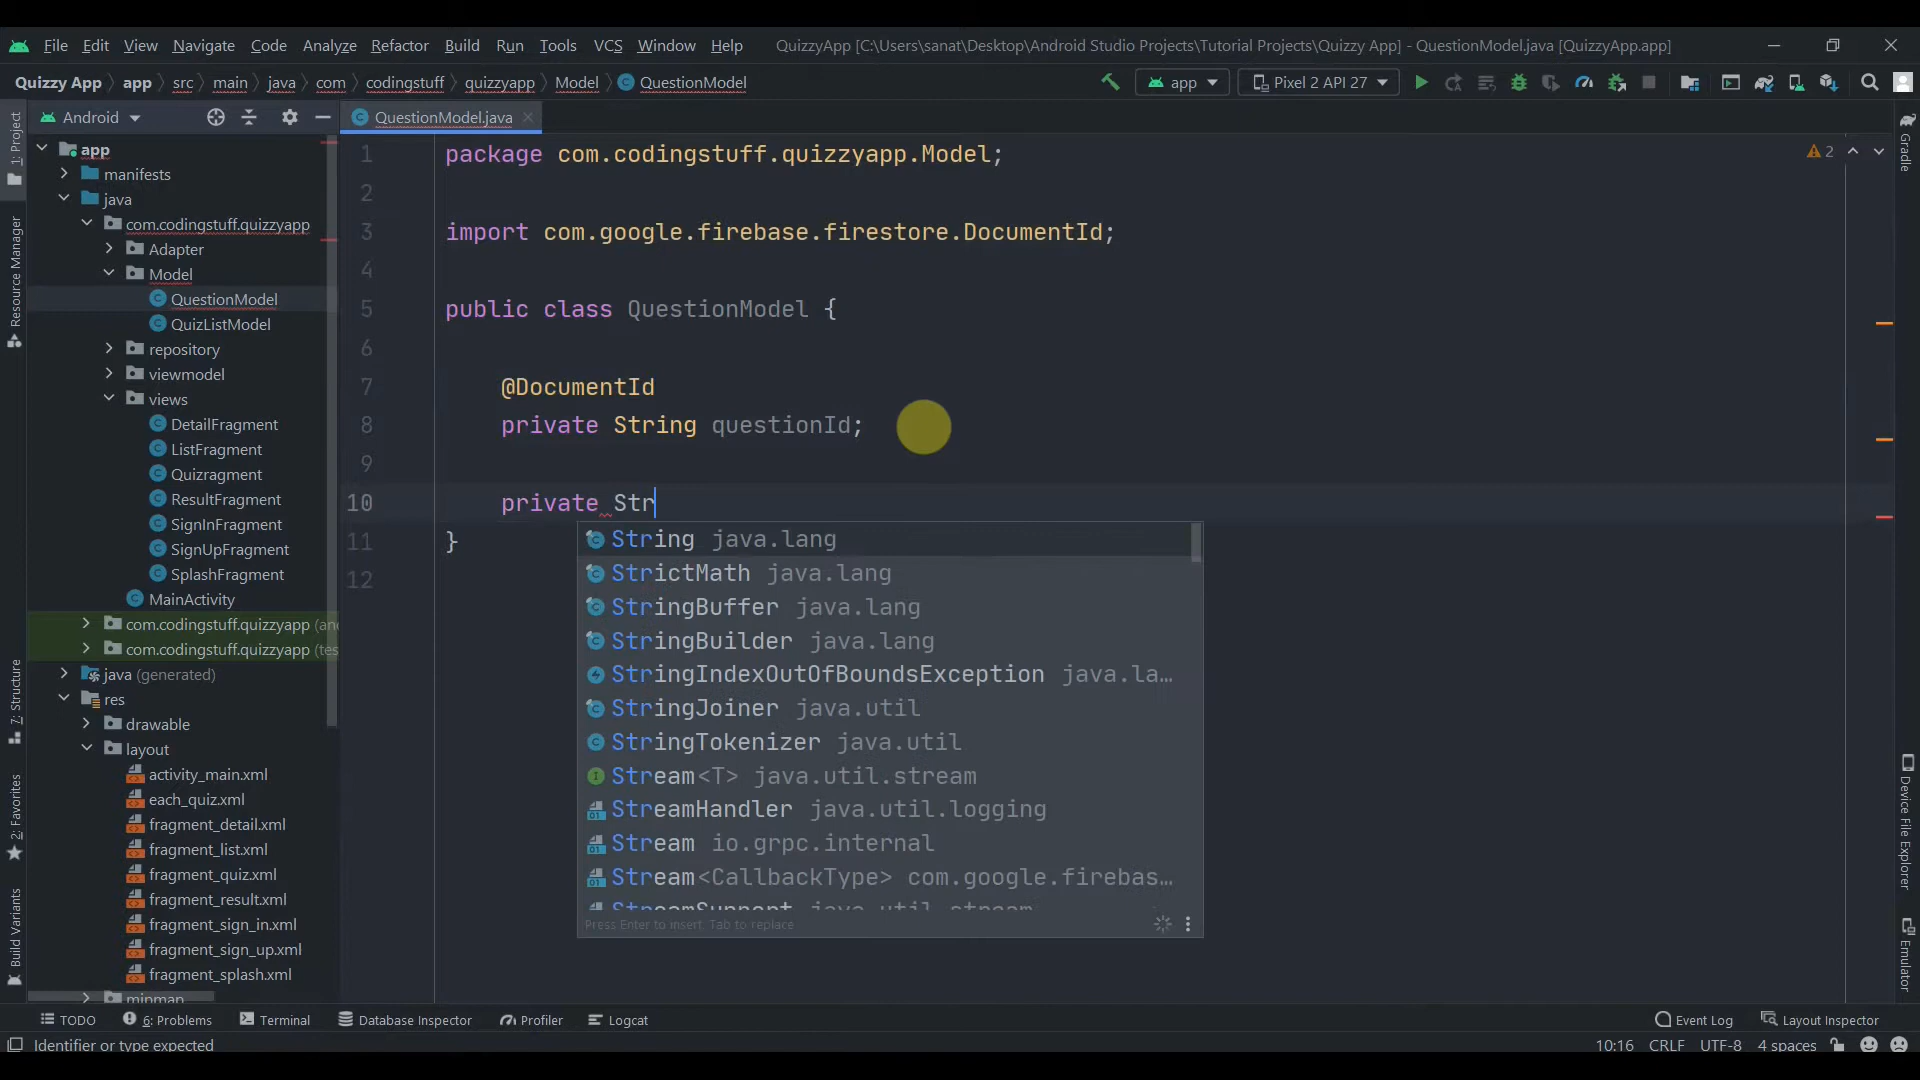 File Edit View Navigate Code Analyze Refactor Build Run Tools VCS Window Help QuizzyApp [C:\Users\sanat\Desktop\Android Studio Projects\Tutorial Projects\Quizzy App] - QuestionModel.java [QuizzyApp.app]
Quizzy App app src main java com codingstuff quizzyapp Model QuestionModel app Pixel 2 API 27
Android
QuestionModel.java
1: Project
Resource Manager
7: Structure
2: Favorites
Build Variants
app
manifests
java
com.codingstuff.quizzyapp
Adapter
Model
QuestionModel
QuizListModel
repository
viewmodel
views
DetailFragment
ListFragment
Quizragment
ResultFragment
SignInFragment
SignUpFragment
SplashFragment
MainActivity
com.codingstuff.quizzyapp (and
com.codingstuff.quizzyapp (tes
java (generated)
res
drawable
layout
activity_main.xml
each_quiz.xml
fragment_detail.xml
fragment_list.xml
fragment_quiz.xml
fragment_result.xml
fragment_sign_in.xml
fragment_sign_up.xml
fragment_splash.xml
mipmap
1 package com.codingstuff.quizzyapp.Model;
2
3 import com.google.firebase.firestore.DocumentId;
4
5 public class QuestionModel {
6
7 @DocumentId
8 private String questionId;
9
10 private Str
11 }
12
2
String java.lang
StrictMath java.lang
StringBuffer java.lang
StringBuilder java.lang
StringIndexOutOfBoundsException java.la…
StringJoiner java.util
StringTokenizer java.util
Stream<T> java.util.stream
StreamHandler java.util.logging
Stream io.grpc.internal
Stream<CallbackType> com.google.firebas…
StreamSupport java.util.stream
Press Enter to insert, Tab to replace
Gradle
Device File Explorer
Emulator
TODO 6: Problems Terminal Database Inspector Profiler Logcat Event Log Layout Inspector
Identifier or type expected 10:16 CRLF UTF-8 4 spaces